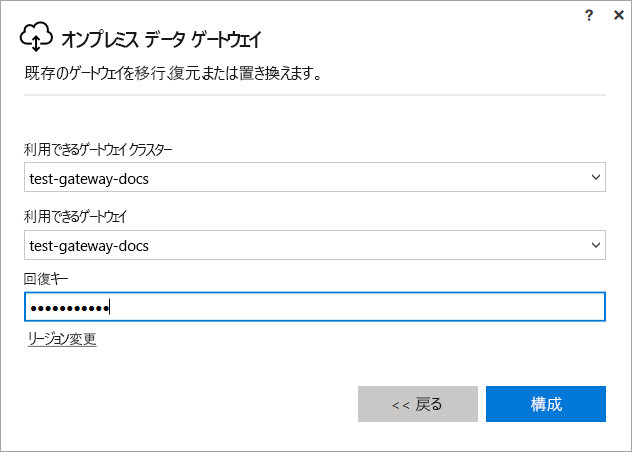 ? ×
オンプレミス データ ゲートウェイ
既存のゲートウェイを移行、復元または置き換えます。
利用できるゲートウェイ クラスター
test-gateway-docs
利用できるゲートウェイ
test-gateway-docs
回復キー
•••••••••••
リージョン変更
<< 戻る
構成